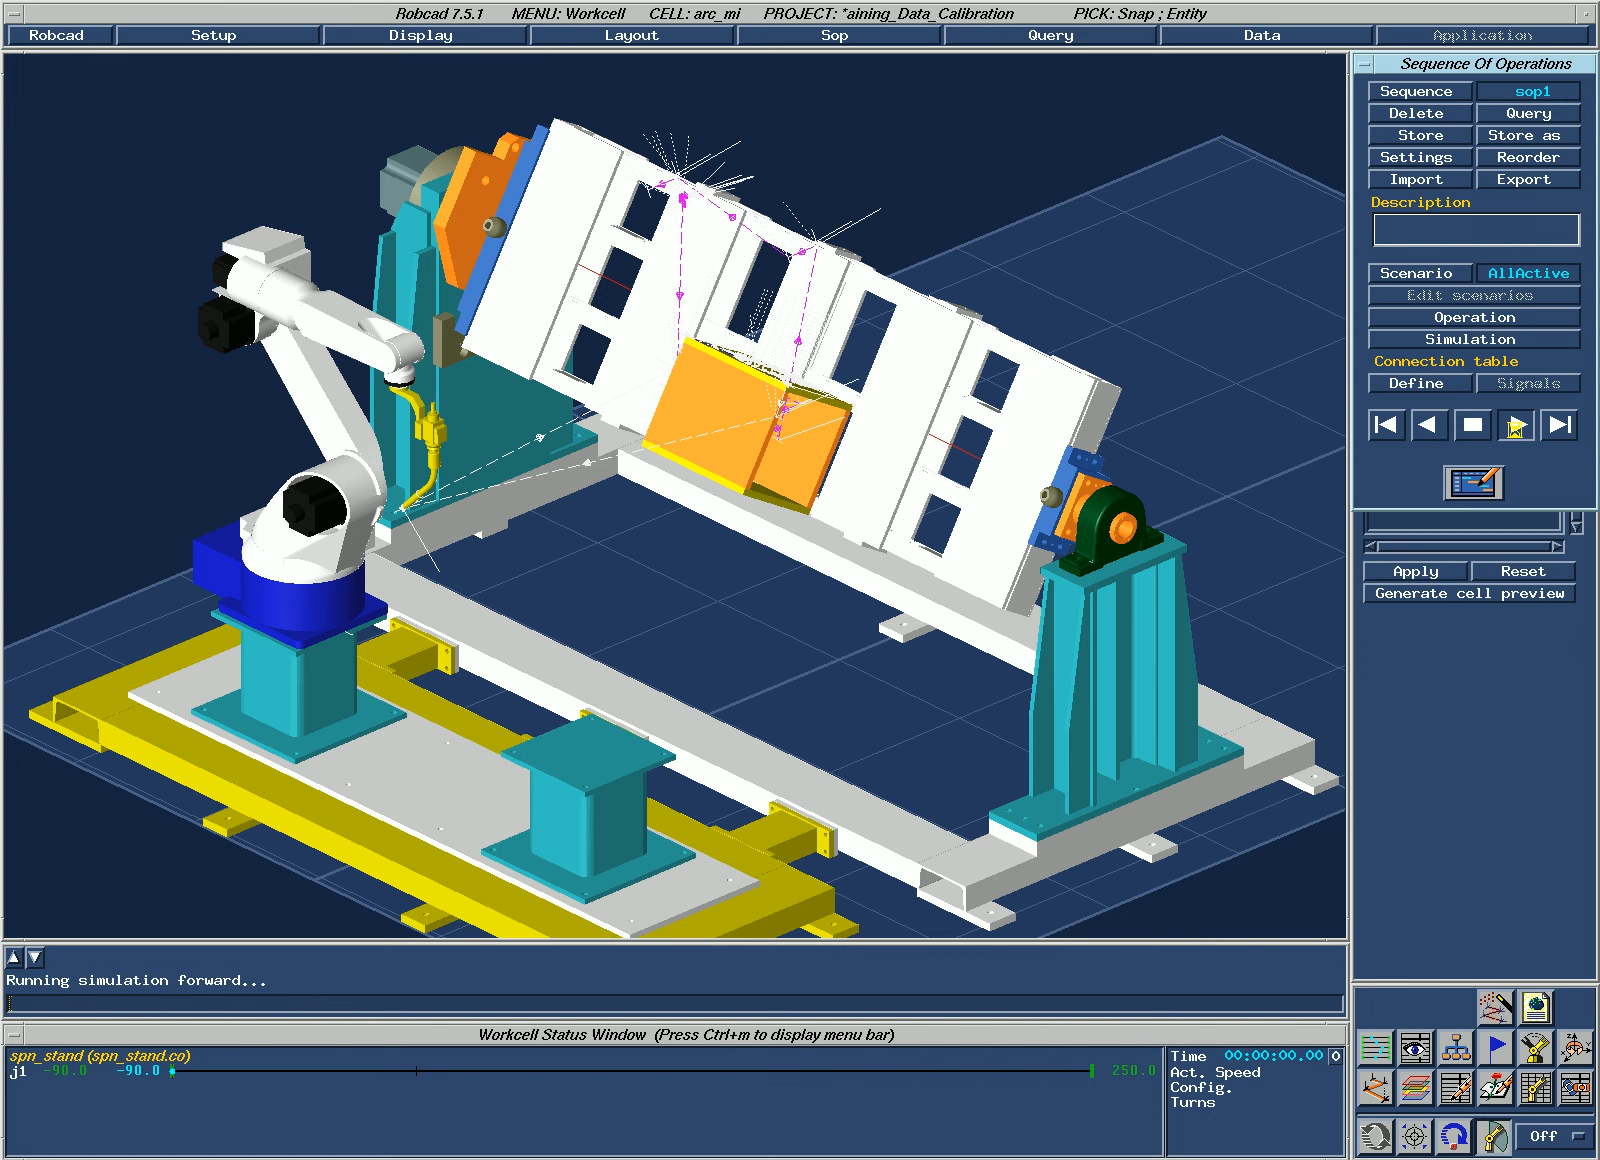 Robcad 7.5.1 MENU: Workcell CELL: arc_mi PROJECT: *aining_Data_Calibration PICK: Snap ; Entity
Robcad Setup Display Layout Sop Query Data Application
Sequence Of Operations
Sequence sop1
Delete Query
Store Store as
Settings Reorder
Import Export
Description
Scenario AllActive
Edit scenarios
Operation
Simulation
Connection table
Define Signals
Apply Reset
Generate cell preview
Running simulation forward...
Workcell Status Window (Press Ctrl+m to display menu bar)
spn_stand (spn_stand.co)
j1 -90.0 -90.0 250.0
Time 00:00:00.00 0
Act. Speed
Config.
Turns
Off